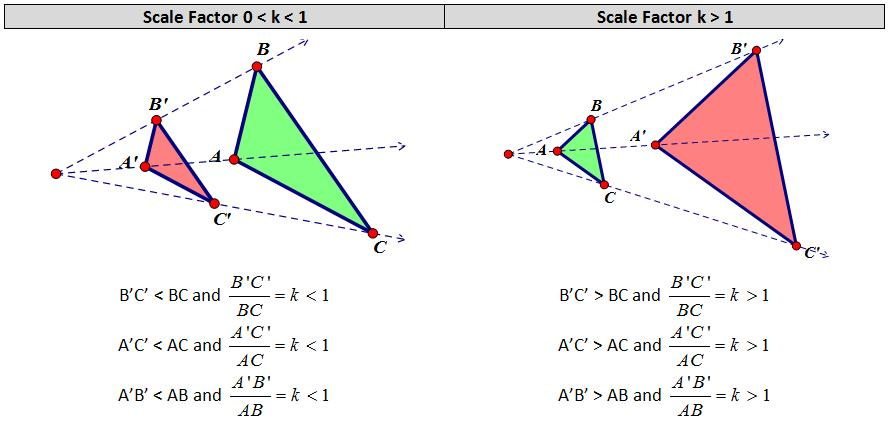 Scale Factor 0 < k < 1
Scale Factor k > 1
B
B'
A'
A
C'
C
B'
B
A'
A
C
C'
B’C’ < BC and B'C'/BC = k < 1
A’C’ < AC and A'C'/AC = k < 1
A’B’ < AB and A'B'/AB = k < 1
B’C’ > BC and B'C'/BC = k > 1
A’C’ > AC and A'C'/AC = k > 1
A’B’ > AB and A'B'/AB = k > 1